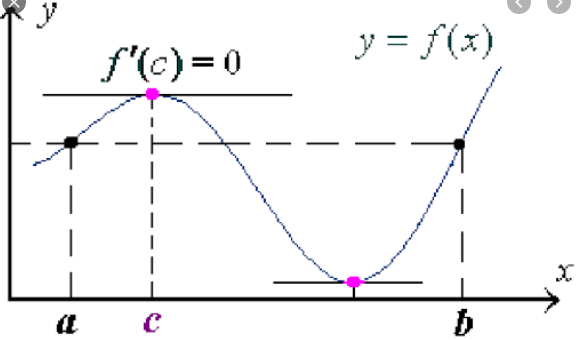 y
y = f(x)
f'(c) = 0
x
a
c
b